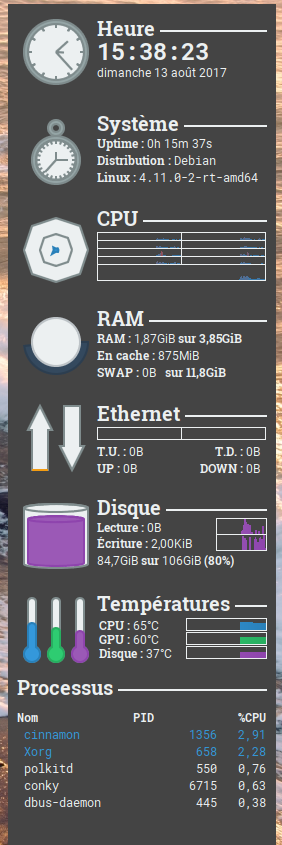 Heure
15:38:23
dimanche 13 août 2017
Système
Uptime : 0h 15m 37s
Distribution : Debian
Linux : 4.11.0-2-rt-amd64
CPU
RAM
RAM : 1,87GiB sur 3,85GiB
En cache : 875MiB
SWAP : 0B sur 11,8GiB
Ethernet
T.U. : 0B T.D. : 0B
UP : 0B DOWN : 0B
Disque
Lecture : 0B
Écriture : 2,00KiB
84,7GiB sur 106GiB (80%)
Températures
CPU : 65°C
GPU : 60°C
Disque : 37°C
Processus
Nom PID %CPU
cinnamon 1356 2,91
Xorg 658 2,28
polkitd 550 0,76
conky 6715 0,63
dbus-daemon 445 0,38